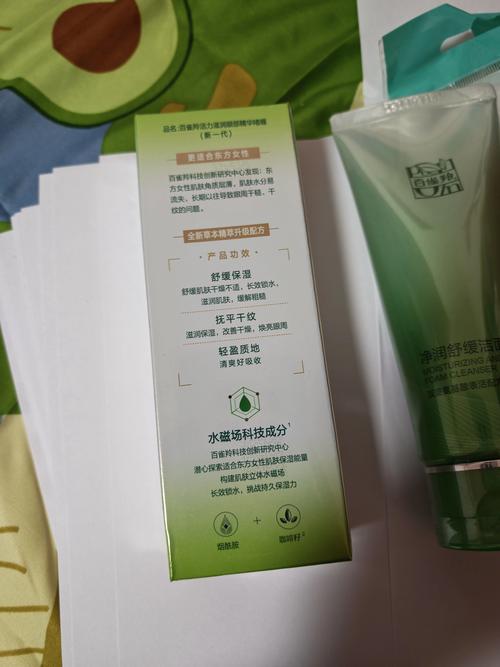 品名:百雀羚活力滋润眼部精华啫喱
(新一代)
更适合东方女性
百雀羚科技创新研究中心发现:东
方女性肌肤角质层薄,肌肤水分易
流失、长期以往导致眼周干糙、干
纹的问题。
全新草本精萃升级配方
· 产品功效 ·
舒缓保湿
舒缓肌肤干燥不适,长效锁水,
滋润肌肤,缓解粗糙
抚平干纹
滋润保湿,改善干燥,焕亮眼周
轻盈质地
清爽好吸收
水磁场科技成分1
百雀羚科技创新研究中心
潜心探索适合东方女性肌肤保湿能量
构建肌肤立体水磁场
长效锁水,挑战持久保湿力
烟酰胺 + 咖啡籽2
百雀羚
净润舒缓洁面
MOISTURIZING AN
FOAM CLEANSER